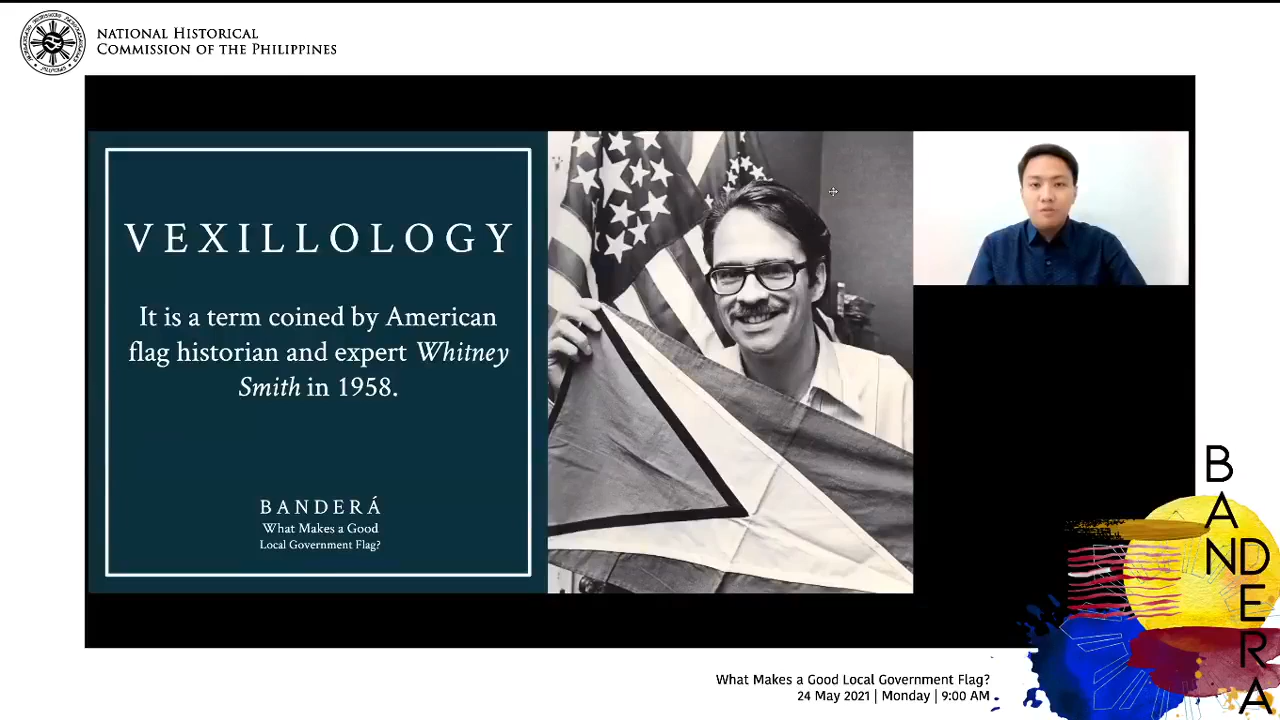 NATIONAL HISTORICAL
COMMISSION OF THE PHILIPPINES
VEXILLOLOGY
It is a term coined by American
flag historian and expert Whitney
Smith in 1958.
BANDERÁ
What Makes a Good
Local Government Flag?
BANDERA
What Makes a Good Local Government Flag?
24 May 2021 | Monday | 9:00 AM